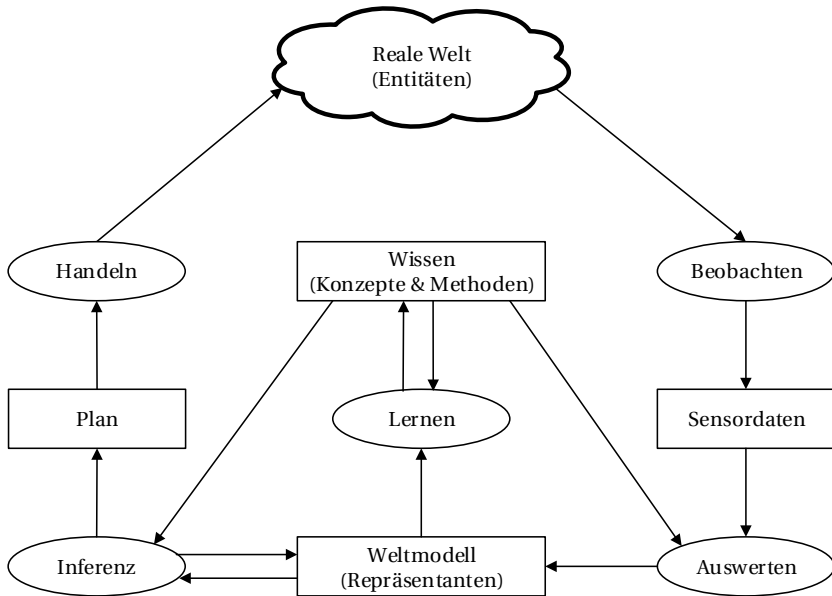 Reale Welt
(Entitäten)
Handeln
Wissen
(Konzepte & Methoden)
Beobachten
Plan
Lernen
Sensordaten
Inferenz
Weltmodell
(Repräsentanten)
Auswerten